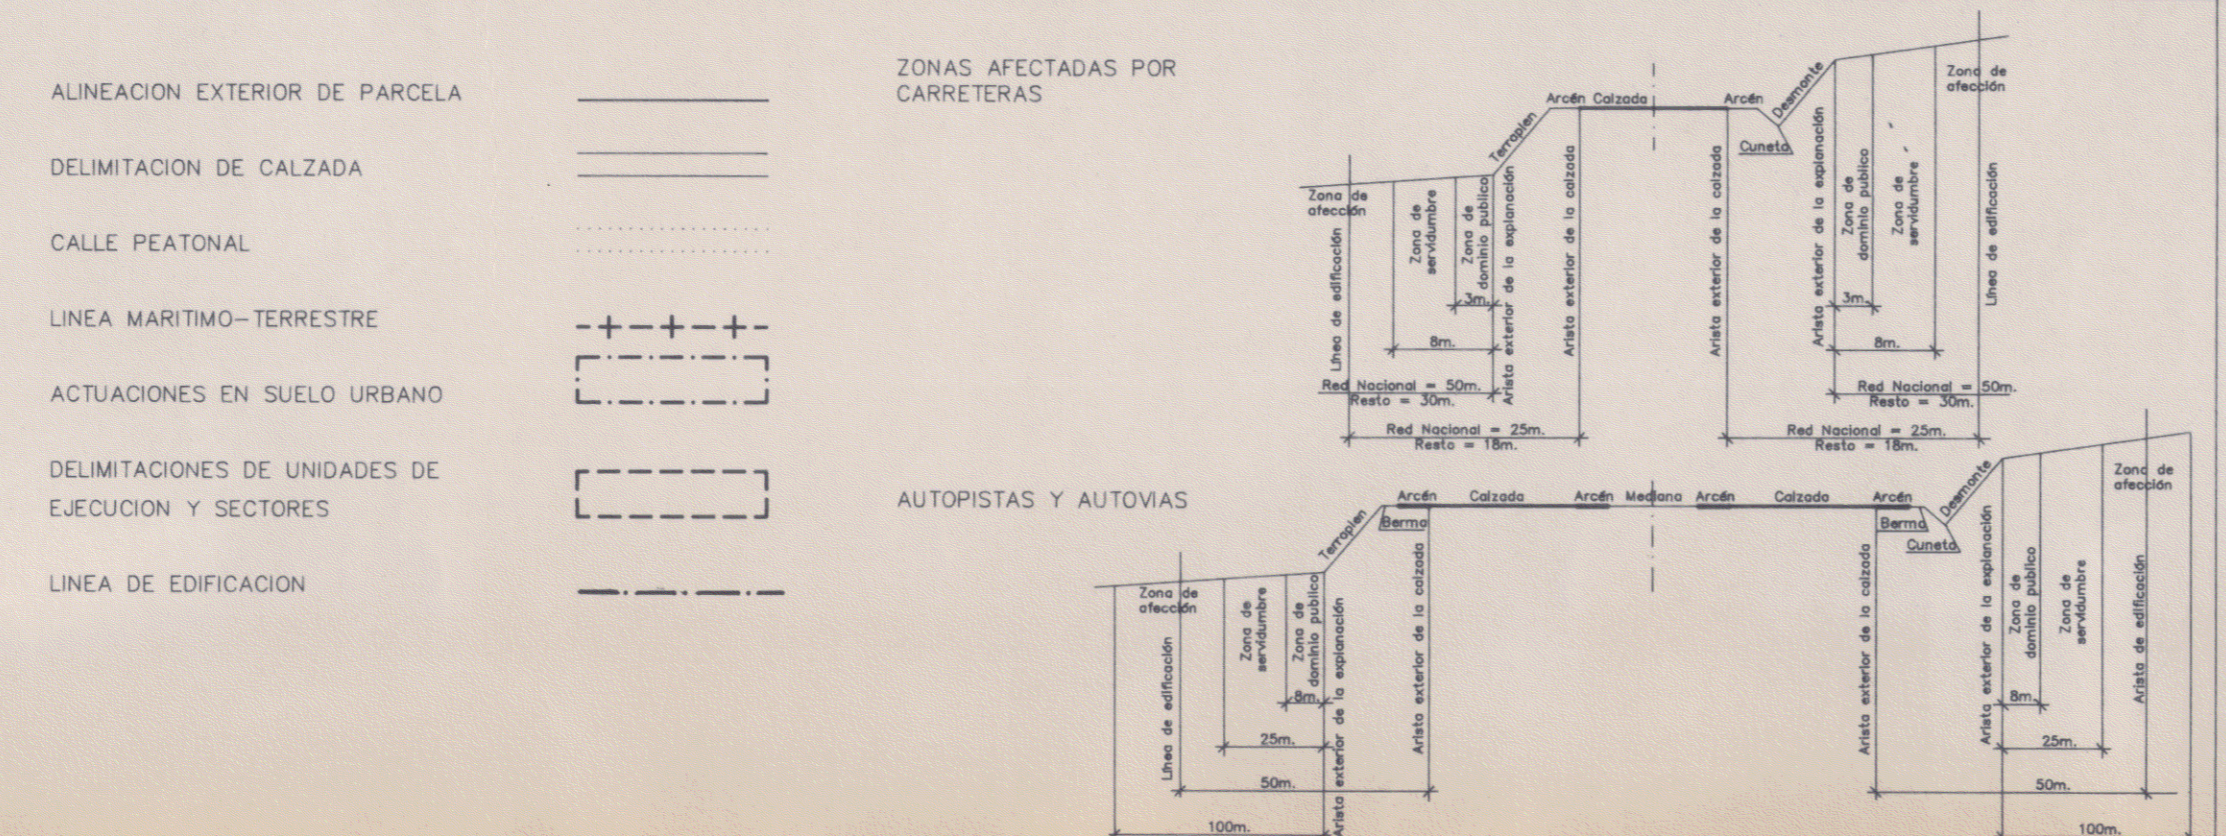 ALINEACION EXTERIOR DE PARCELA
DELIMITACION DE CALZADA
CALLE PEATONAL
LINEA MARITIMO-TERRESTRE
ACTUACIONES EN SUELO URBANO
DELIMITACIONES DE UNIDADES DE
EJECUCION Y SECTORES
LINEA DE EDIFICACION
ZONAS AFECTADAS POR
CARRETERAS
Zona de
afección
Línea de edificación
Zona de
servidumbre
Zona de
dominio publico
Terraplen
Arista exterior de la explanación
Arcén Calzada
Arista exterior de la calzada
Arcén
Arista exterior de la calzada
Cuneta
Desmonte
Arista exterior de la explanación
Zona de
dominio publico
Zona de
servidumbre
Zona de
afección
Línea de edificación
3m.
8m.
Red Nacional = 50m.
Resto = 30m.
Red Nacional = 25m.
Resto = 18m.
3m.
8m.
Red Nacional = 50m.
Resto = 30m.
Red Nacional = 25m.
Resto = 18m.
AUTOPISTAS Y AUTOVIAS
Zona de
afección
Línea de edificación
Zona de
servidumbre
Zona de
dominio publico
Terraplen
Arista exterior de la explanación
Arcén Calzada Arcén Mediana Arcén Calzada Arcén
Berma
Arista exterior de la calzada
Berma
Cuneta
Arista exterior de la calzada
Desmonte
Arista exterior de la explanación
Zona de
dominio publico
Zona de
servidumbre
Zona de
afección
Arista de edificación
8m.
25m.
50m.
100m.
8m.
25m.
50m.
100m.